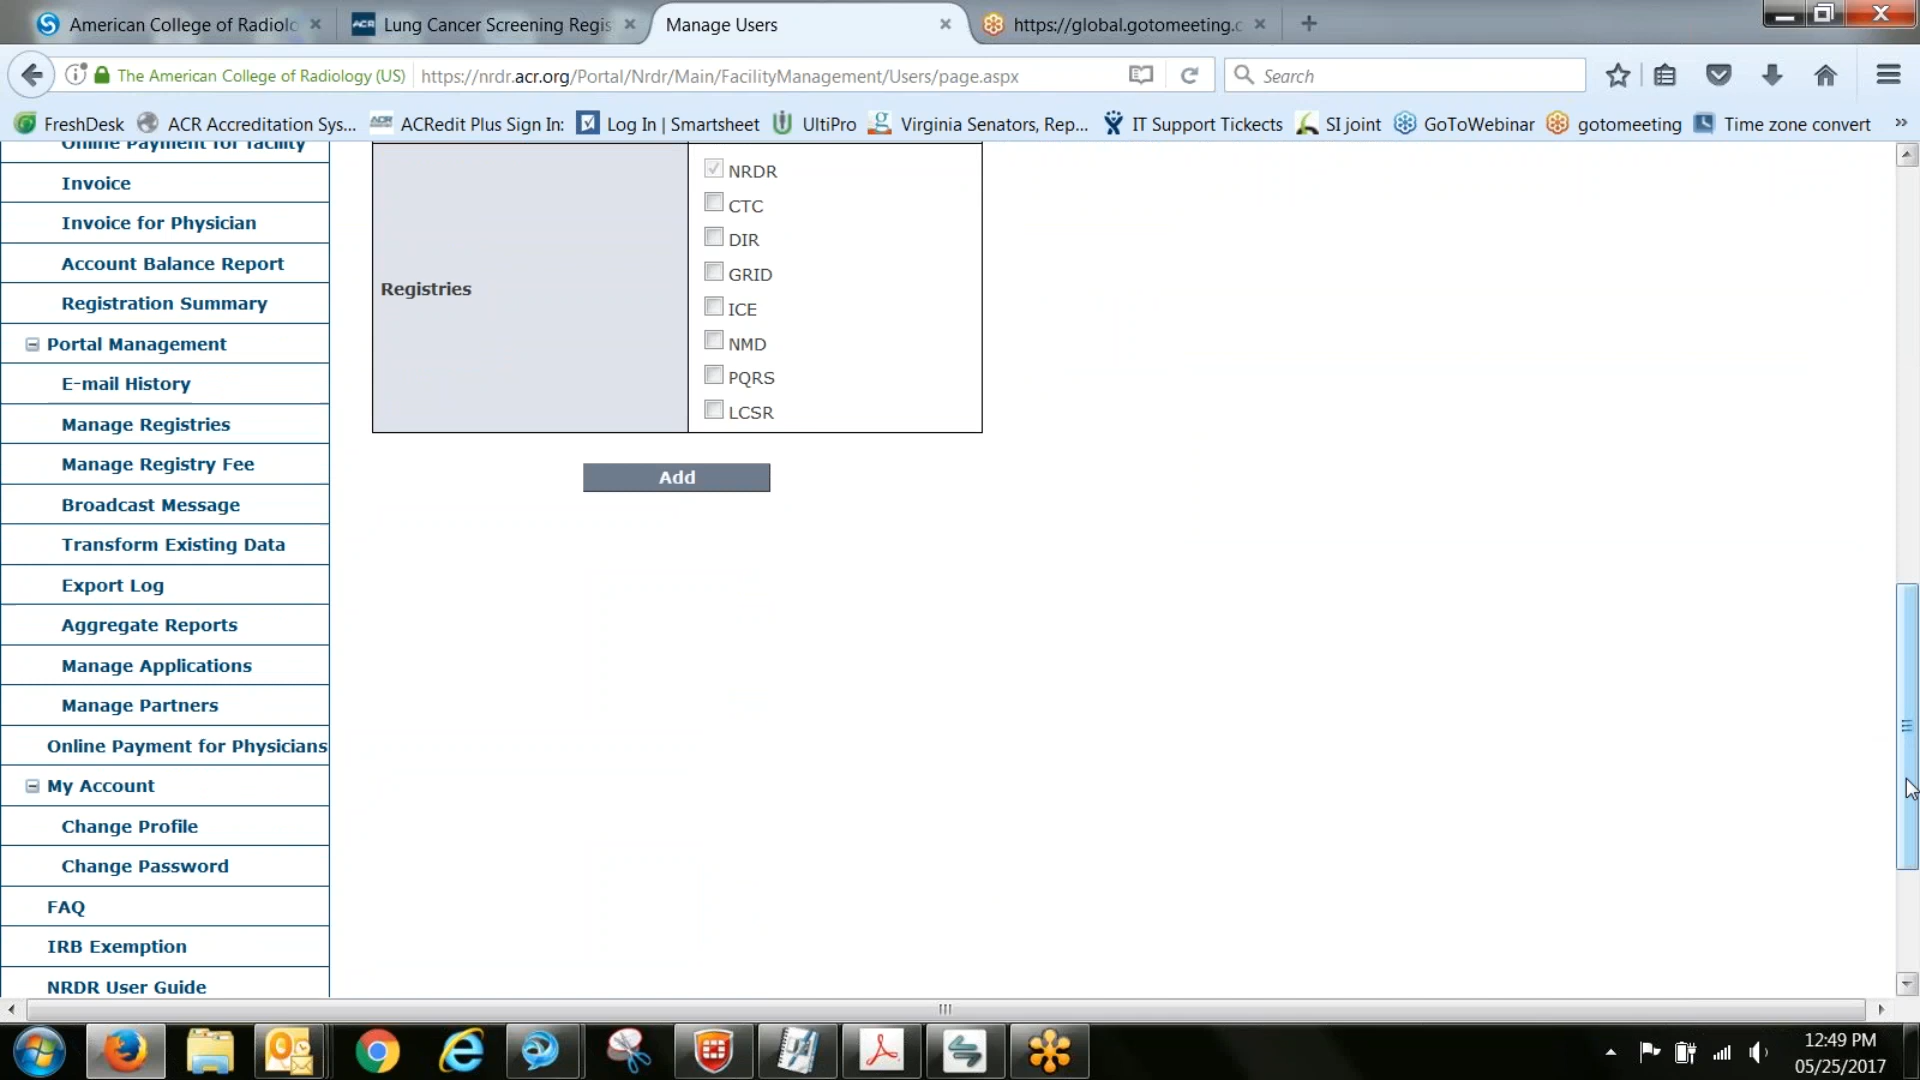 American College of Radiolo
Lung Cancer Screening Regis
Manage Users
https://global.gotomeeting.c
The American College of Radiology (US)
https://nrdr.acr.org/Portal/Nrdr/Main/FacilityManagement/Users/page.aspx
Search
FreshDesk
ACR Accreditation Sys...
ACRedit Plus Sign In:
Log In | Smartsheet
UltiPro
Virginia Senators, Rep...
IT Support Tickects
SI joint
GoToWebinar
gotomeeting
Time zone convert
Online Payment for facility
Invoice
Invoice for Physician
Account Balance Report
Registration Summary
Portal Management
E-mail History
Manage Registries
Manage Registry Fee
Broadcast Message
Transform Existing Data
Export Log
Aggregate Reports
Manage Applications
Manage Partners
Online Payment for Physicians
My Account
Change Profile
Change Password
FAQ
IRB Exemption
NRDR User Guide
Registries
NRDR
CTC
DIR
GRID
ICE
NMD
PQRS
LCSR
Add
12:49 PM
05/25/2017